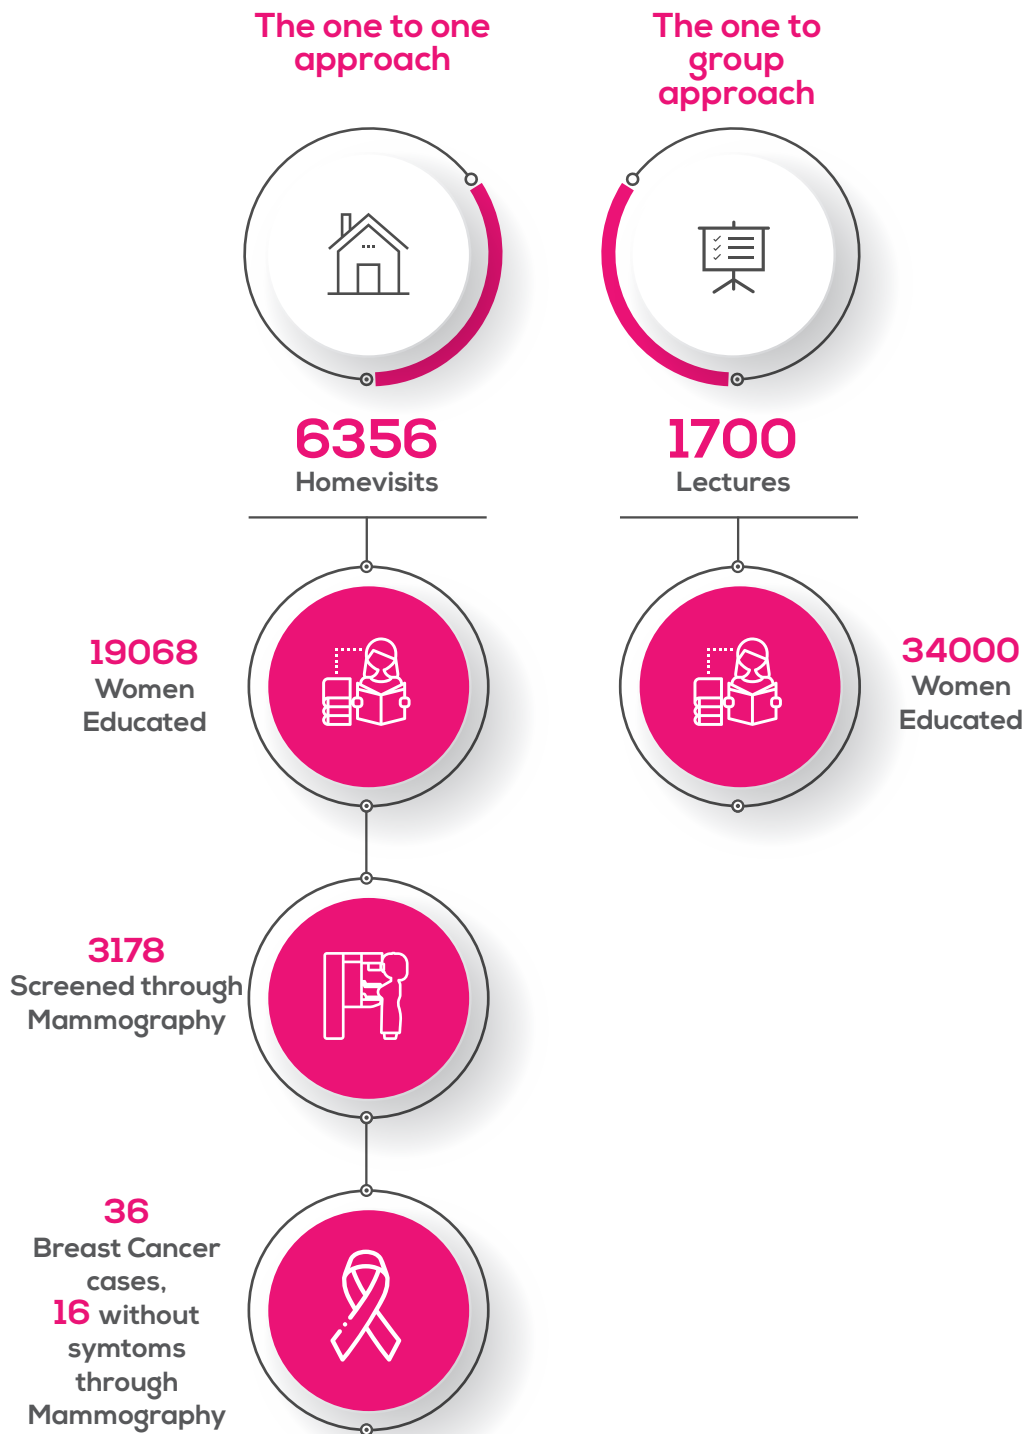 The one to one
approach
The one to
group
approach
6356
Homevisits
1700
Lectures
19068
Women
Educated
34000
Women
Educated
3178
Screened through
Mammography
36
Breast Cancer
cases,
16 without
symtoms
through
Mammography